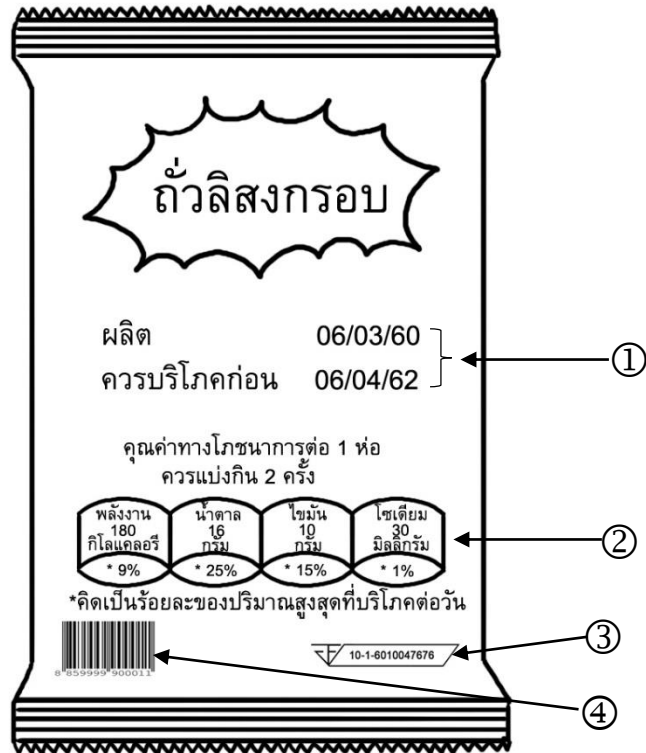 ถั่วลิสงกรอบ
ผลิต 06/03/60
ควรบริโภคก่อน 06/04/62
①
คุณค่าทางโภชนาการต่อ 1 ห่อ
ควรแบ่งกิน 2 ครั้ง
พลังงาน น้ำตาล ไขมัน โซเดียม
180 16 10 30
กิโลแคลอรี กรัม กรัม มิลลิกรัม
* 9% * 25% * 15% * 1%
②
*คิดเป็นร้อยละของปริมาณสูงสุดที่บริโภคต่อวัน
10-1-6010047676
③
8 859999 900011
④